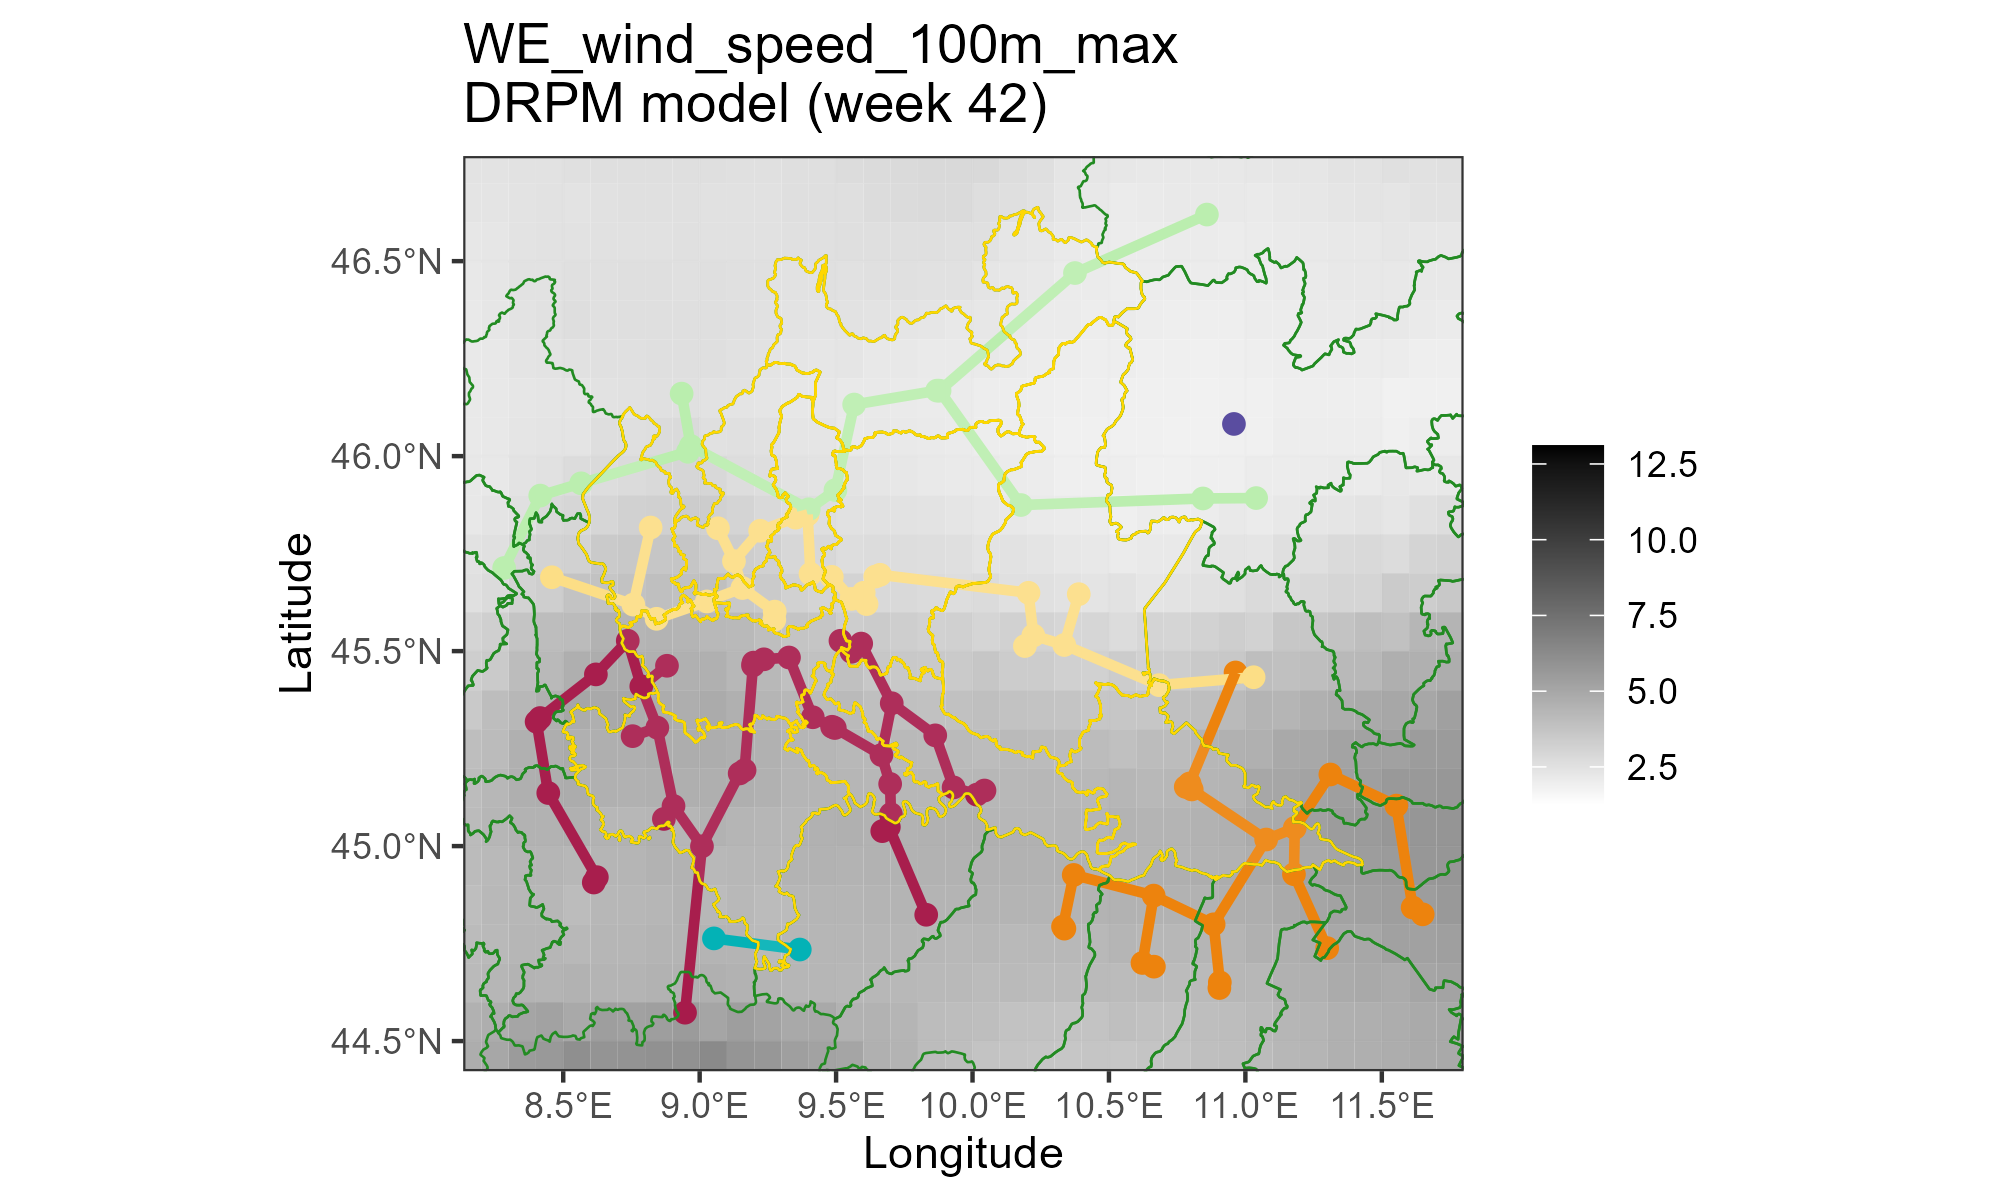 WE_wind_speed_100m_max
DRPM model (week 42)
46.5°N
46.0°N
45.5°N
45.0°N
44.5°N
Latitude
8.5°E 9.0°E 9.5°E 10.0°E 10.5°E 11.0°E 11.5°E
Longitude
12.5
10.0
7.5
5.0
2.5